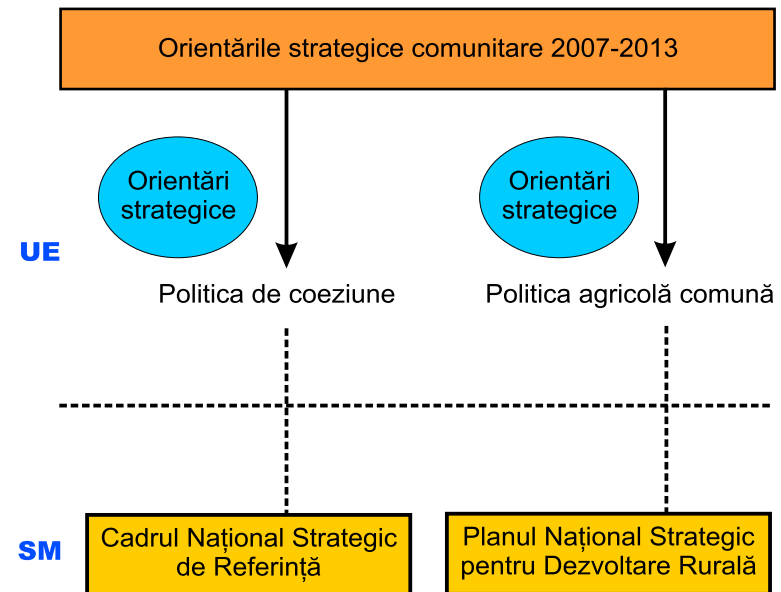 Orientările strategice comunitare 2007-2013
Orientări
strategice
Orientări
strategice
UE
Politica de coeziune
Politica agricolă comună
SM
Cadrul Național Strategic
de Referință
Planul Național Strategic
pentru Dezvoltare Rurală